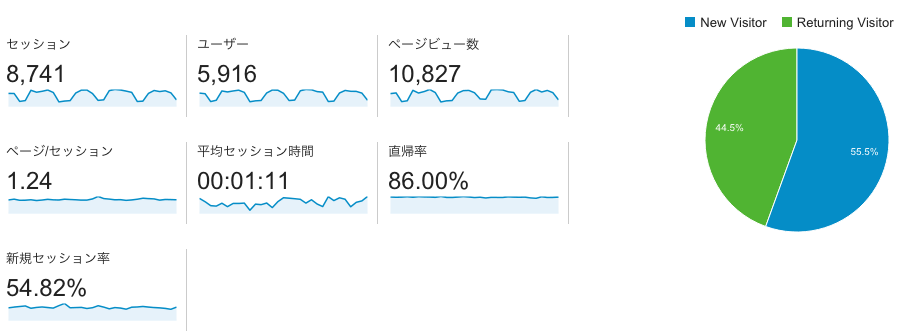 New Visitor
Returning Visitor
セッション
8,741
ユーザー
5,916
ページビュー数
10,827
44.5%
55.5%
ページ/セッション
1.24
平均セッション時間
00:01:11
直帰率
86.00%
新規セッション率
54.82%